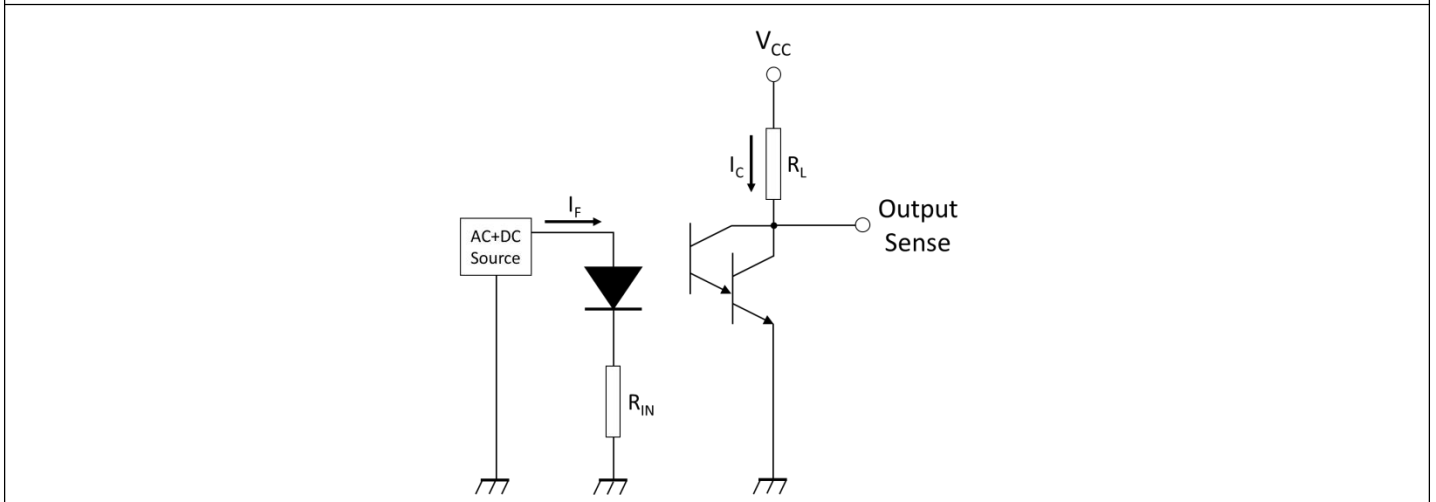 V_CC
I_C
R_L
Output
Sense
I_F
AC+DC
Source
R_IN